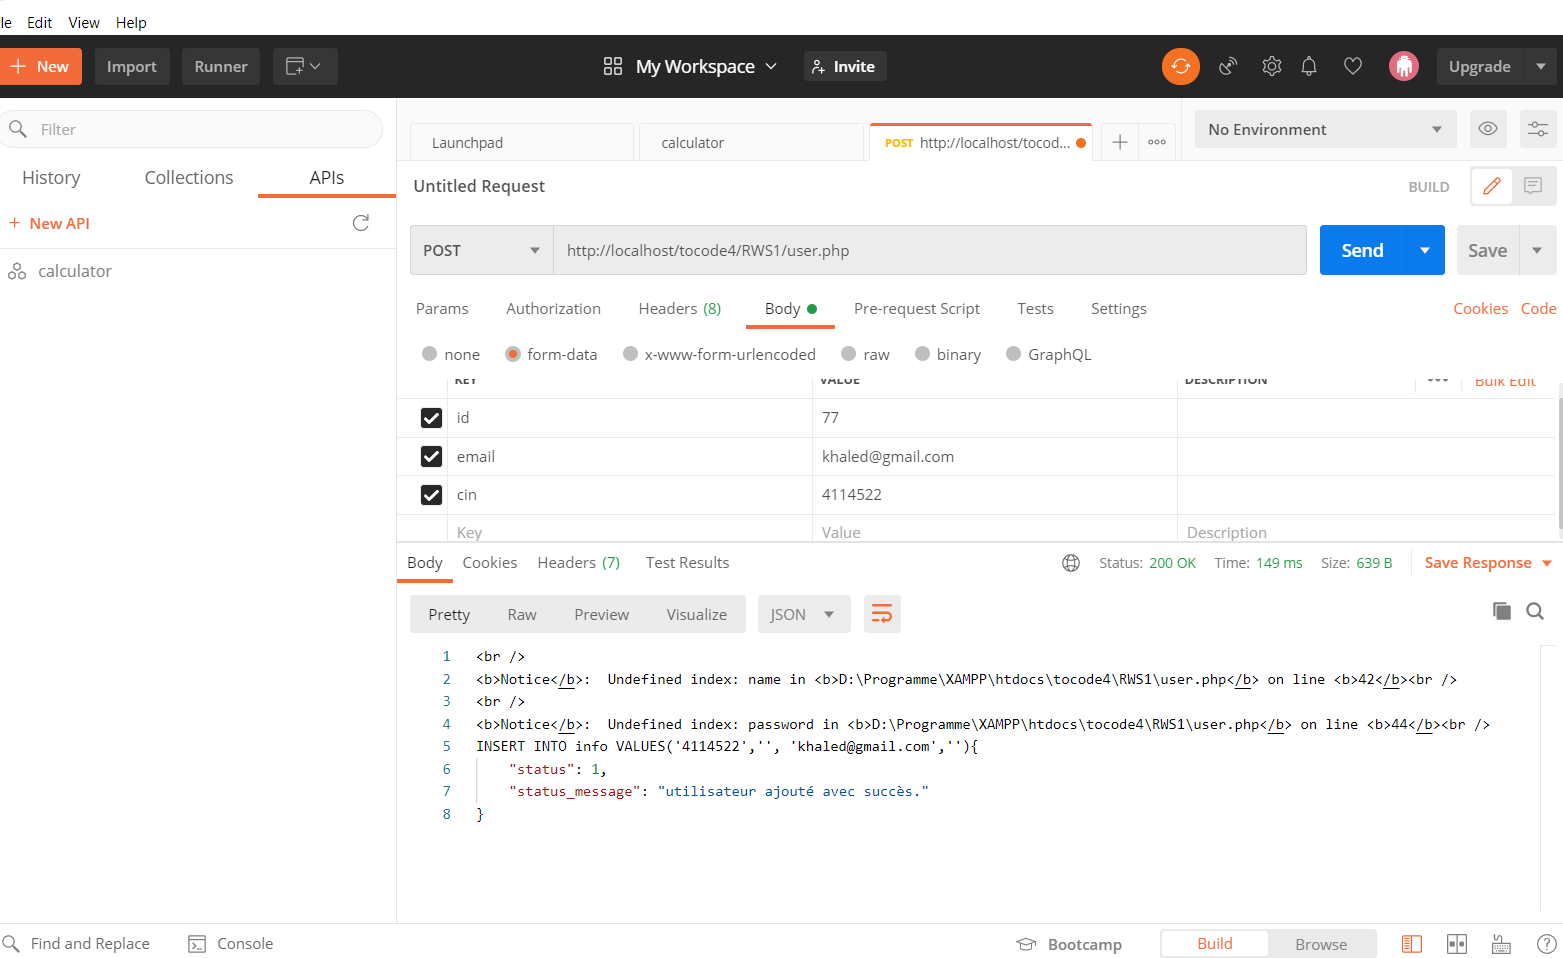 le Edit View Help
New Import Runner My Workspace Invite Upgrade
Filter
Launchpad calculator POST http://localhost/tocod... No Environment
History Collections APIs
Untitled Request BUILD
+ New API
POST http://localhost/tocode4/RWS1/user.php Send Save
calculator
Params Authorization Headers (8) Body Pre-request Script Tests Settings Cookies Code
none form-data x-www-form-urlencoded raw binary GraphQL
KEY VALUE DESCRIPTION Bulk Edit
id 77
email khaled@gmail.com
cin 4114522
Key Value Description
Body Cookies Headers (7) Test Results Status: 200 OK Time: 149 ms Size: 639 B Save Response
Pretty Raw Preview Visualize JSON
1 <br />
2 <b>Notice</b>:  Undefined index: name in <b>D:\Programme\XAMPP\htdocs\tocode4\RWS1\user.php</b> on line <b>42</b><br />
3 <br />
4 <b>Notice</b>:  Undefined index: password in <b>D:\Programme\XAMPP\htdocs\tocode4\RWS1\user.php</b> on line <b>44</b><br />
5 INSERT INTO info VALUES('4114522','', 'khaled@gmail.com',''){
6 "status": 1,
7 "status_message": "utilisateur ajouté avec succès."
8 }
Find and Replace Console Bootcamp Build Browse